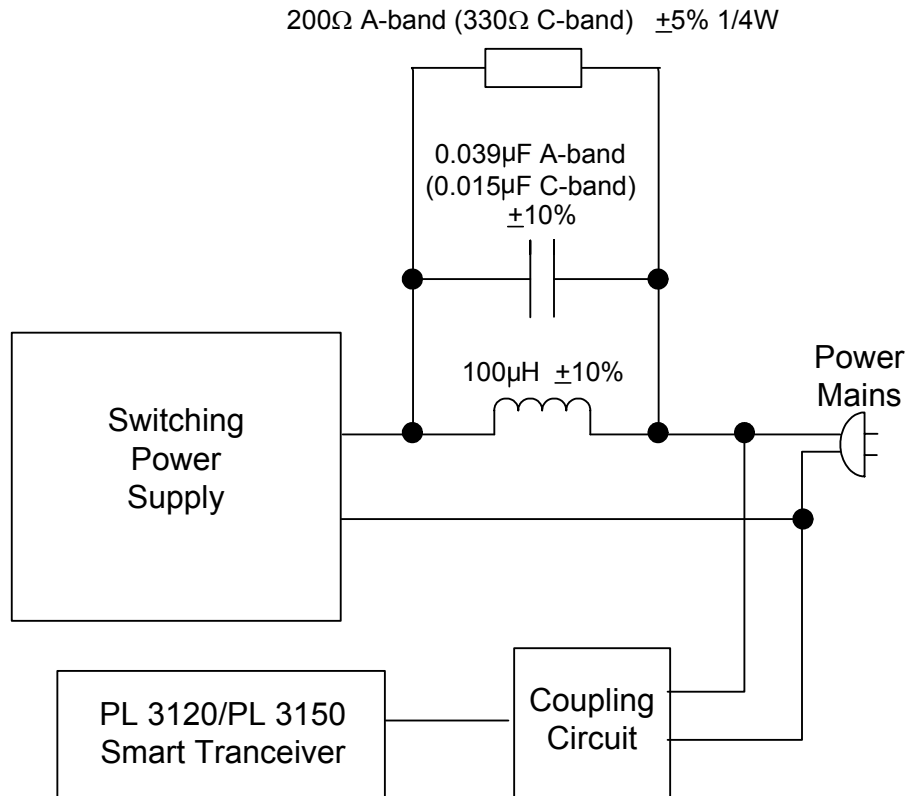 200Ω A-band (330Ω C-band) ±5% 1/4W
0.039µF A-band
(0.015µF C-band)
±10%
100µH ±10%
Power
Mains
Switching
Power
Supply
PL 3120/PL 3150
Smart Tranceiver
Coupling
Circuit